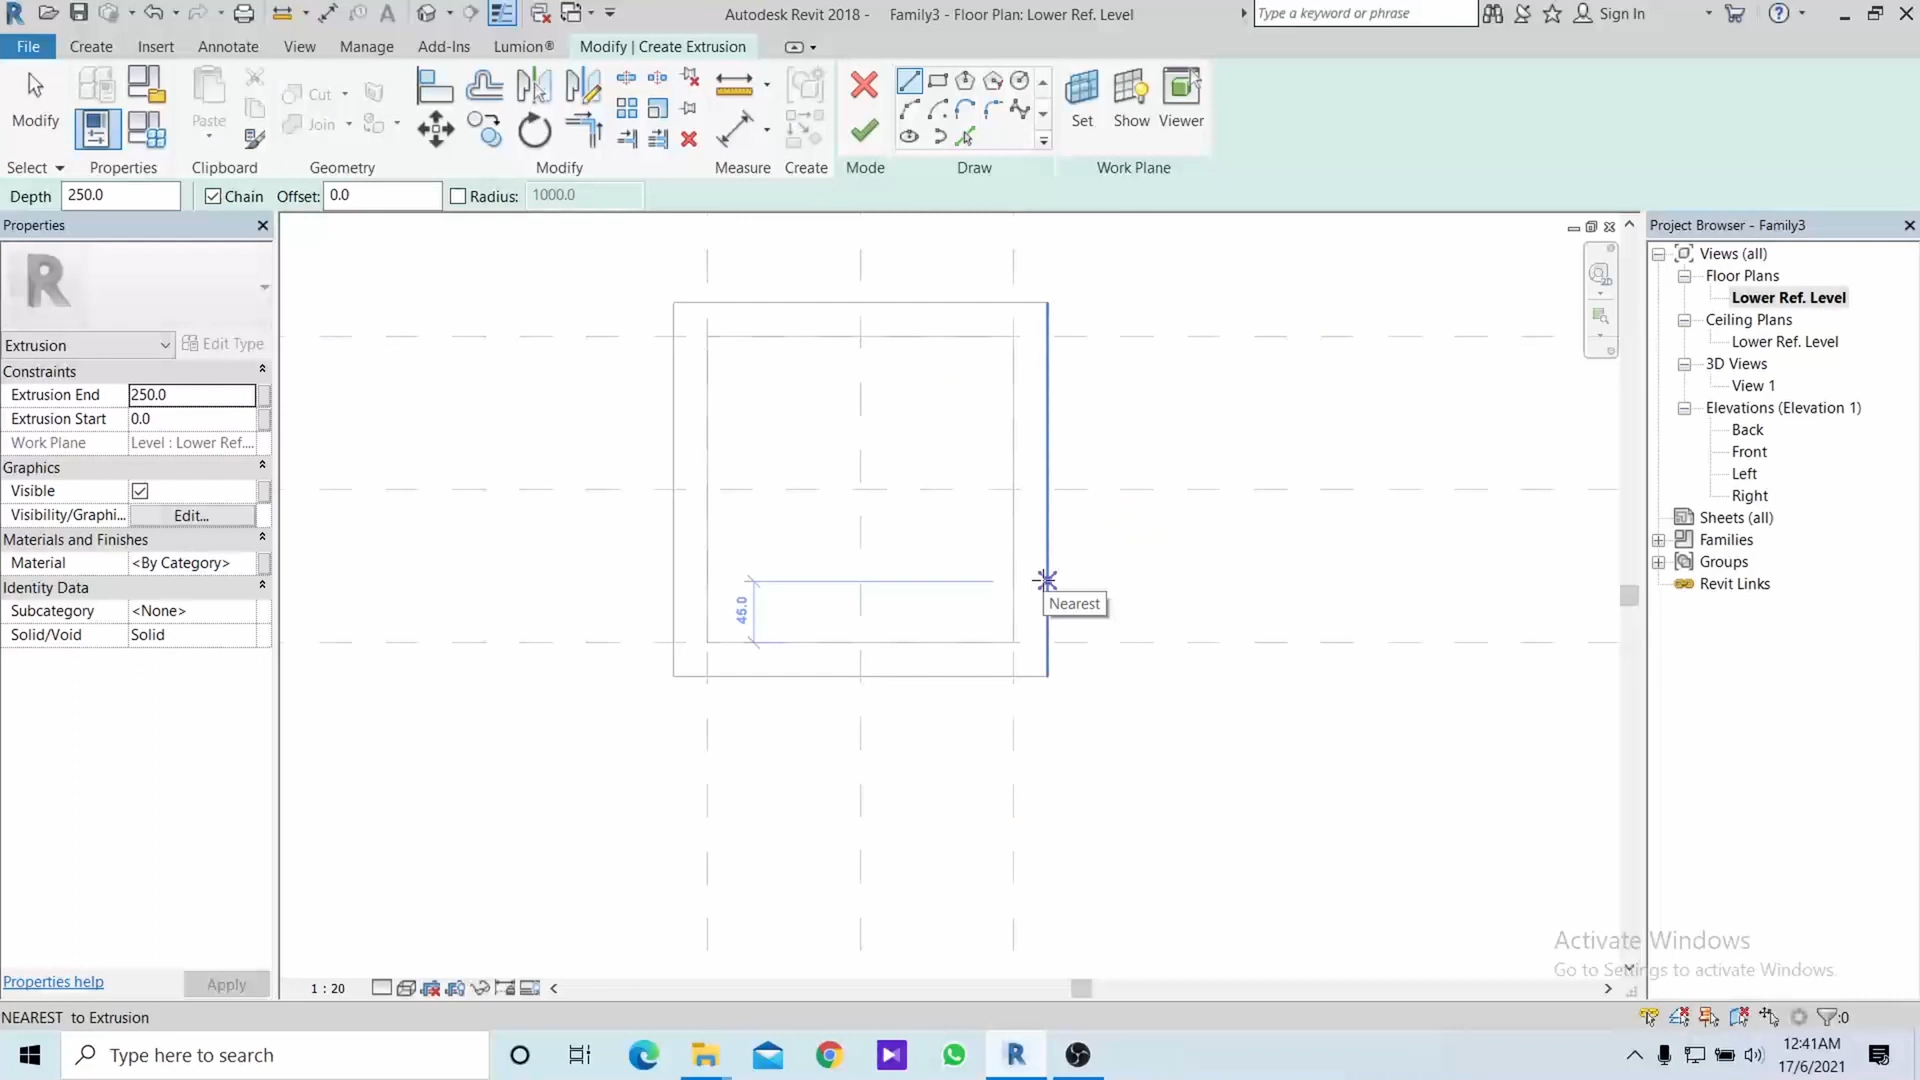 Autodesk Revit 2018 - Family3 - Floor Plan: Lower Ref. Level
Type a keyword or phrase
Sign In
File Create Insert Annotate View Manage Add-Ins Lumion® Modify | Create Extrusion
Modify
Paste
Cut
Join
Set Show Viewer
Select Properties Clipboard Geometry Modify Measure Create Mode Draw Work Plane
Depth 250.0 Chain Offset: 0.0 Radius: 1000.0
Properties
R
Extrusion Edit Type
Constraints
Extrusion End 250.0
Extrusion Start 0.0
Work Plane Level : Lower Ref....
Graphics
Visible
Visibility/Graphi... Edit...
Materials and Finishes
Material <By Category>
Identity Data
Subcategory <None>
Solid/Void Solid
Properties help Apply
45.0
Nearest
1 : 20
Project Browser - Family3
Views (all)
Floor Plans
Lower Ref. Level
Ceiling Plans
Lower Ref. Level
3D Views
View 1
Elevations (Elevation 1)
Back
Front
Left
Right
Sheets (all)
Families
Groups
Revit Links
Activate Windows
Go to Settings to activate Windows.
NEAREST to Extrusion
:0
Type here to search
12:41AM
17/6/2021